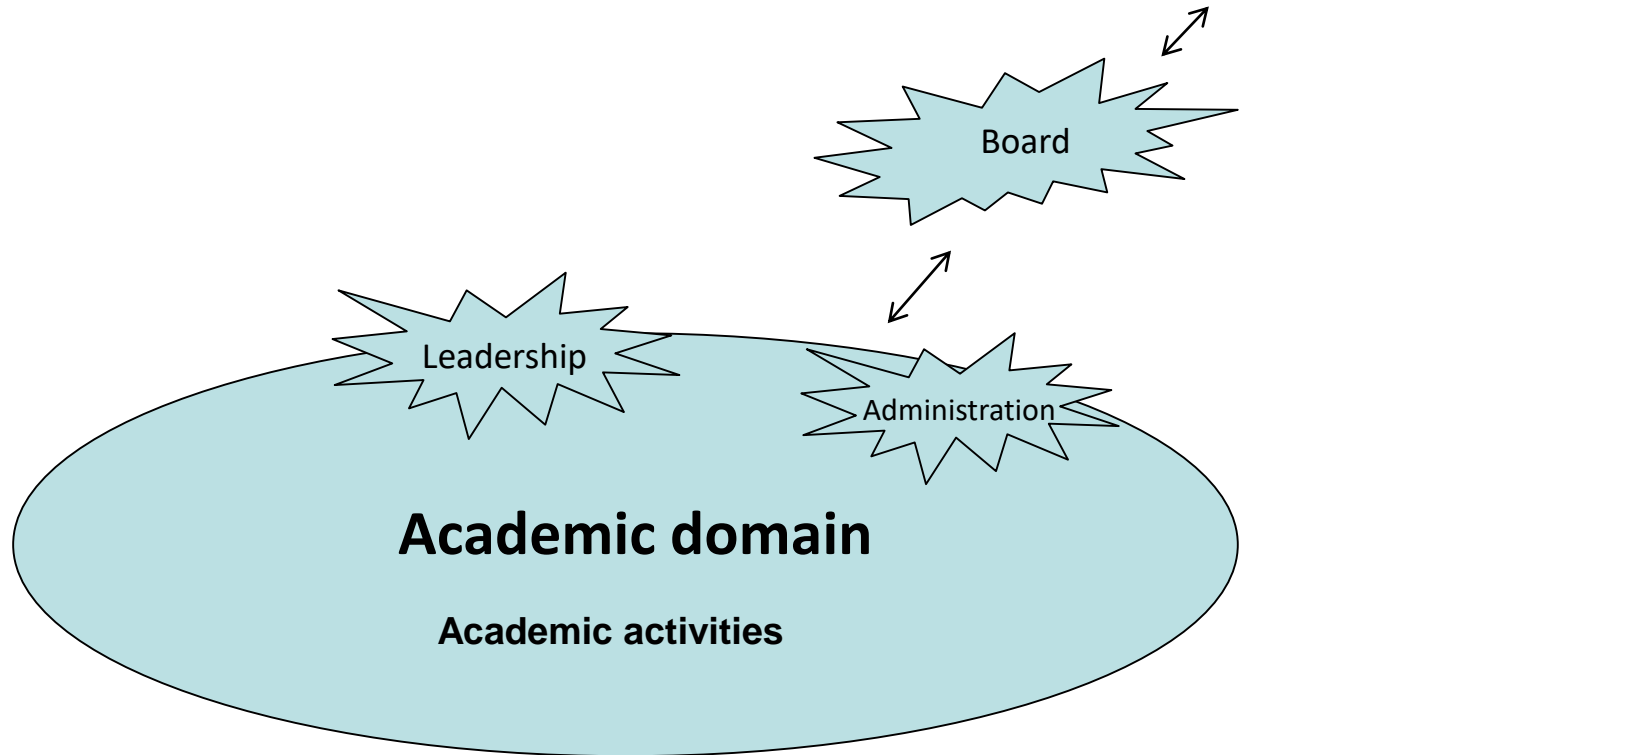 Board
Leadership
Administration
Academic domain
Academic activities